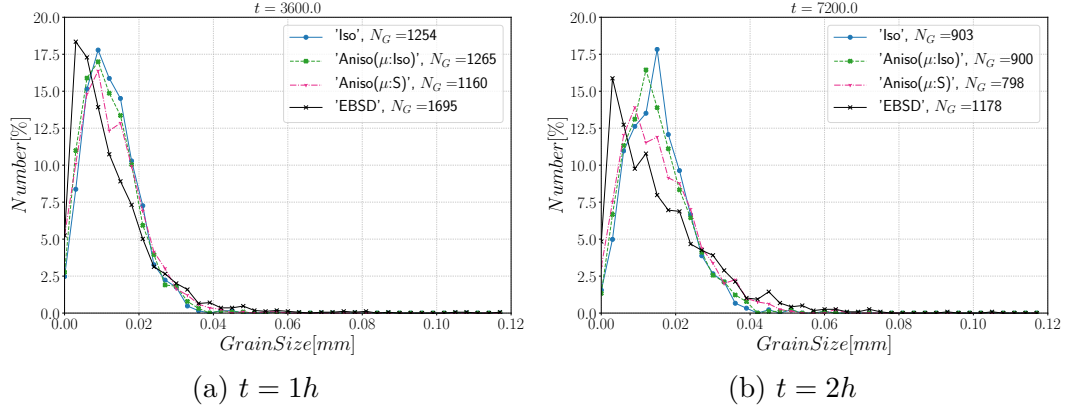 t = 3600.0
20.0
17.5
15.0
12.5
10.0
7.5
5.0
2.5
0.0
Number[%]
'Iso', N_G =1254
'Aniso(μ:Iso)', N_G =1265
'Aniso(μ:S)', N_G =1160
'EBSD', N_G =1695
0.00 0.02 0.04 0.06 0.08 0.10 0.12
GrainSize[mm]
(a) t = 1h
t = 7200.0
20.0
17.5
15.0
12.5
10.0
7.5
5.0
2.5
0.0
Number[%]
'Iso', N_G =903
'Aniso(μ:Iso)', N_G =900
'Aniso(μ:S)', N_G =798
'EBSD', N_G =1178
0.00 0.02 0.04 0.06 0.08 0.10 0.12
GrainSize[mm]
(b) t = 2h